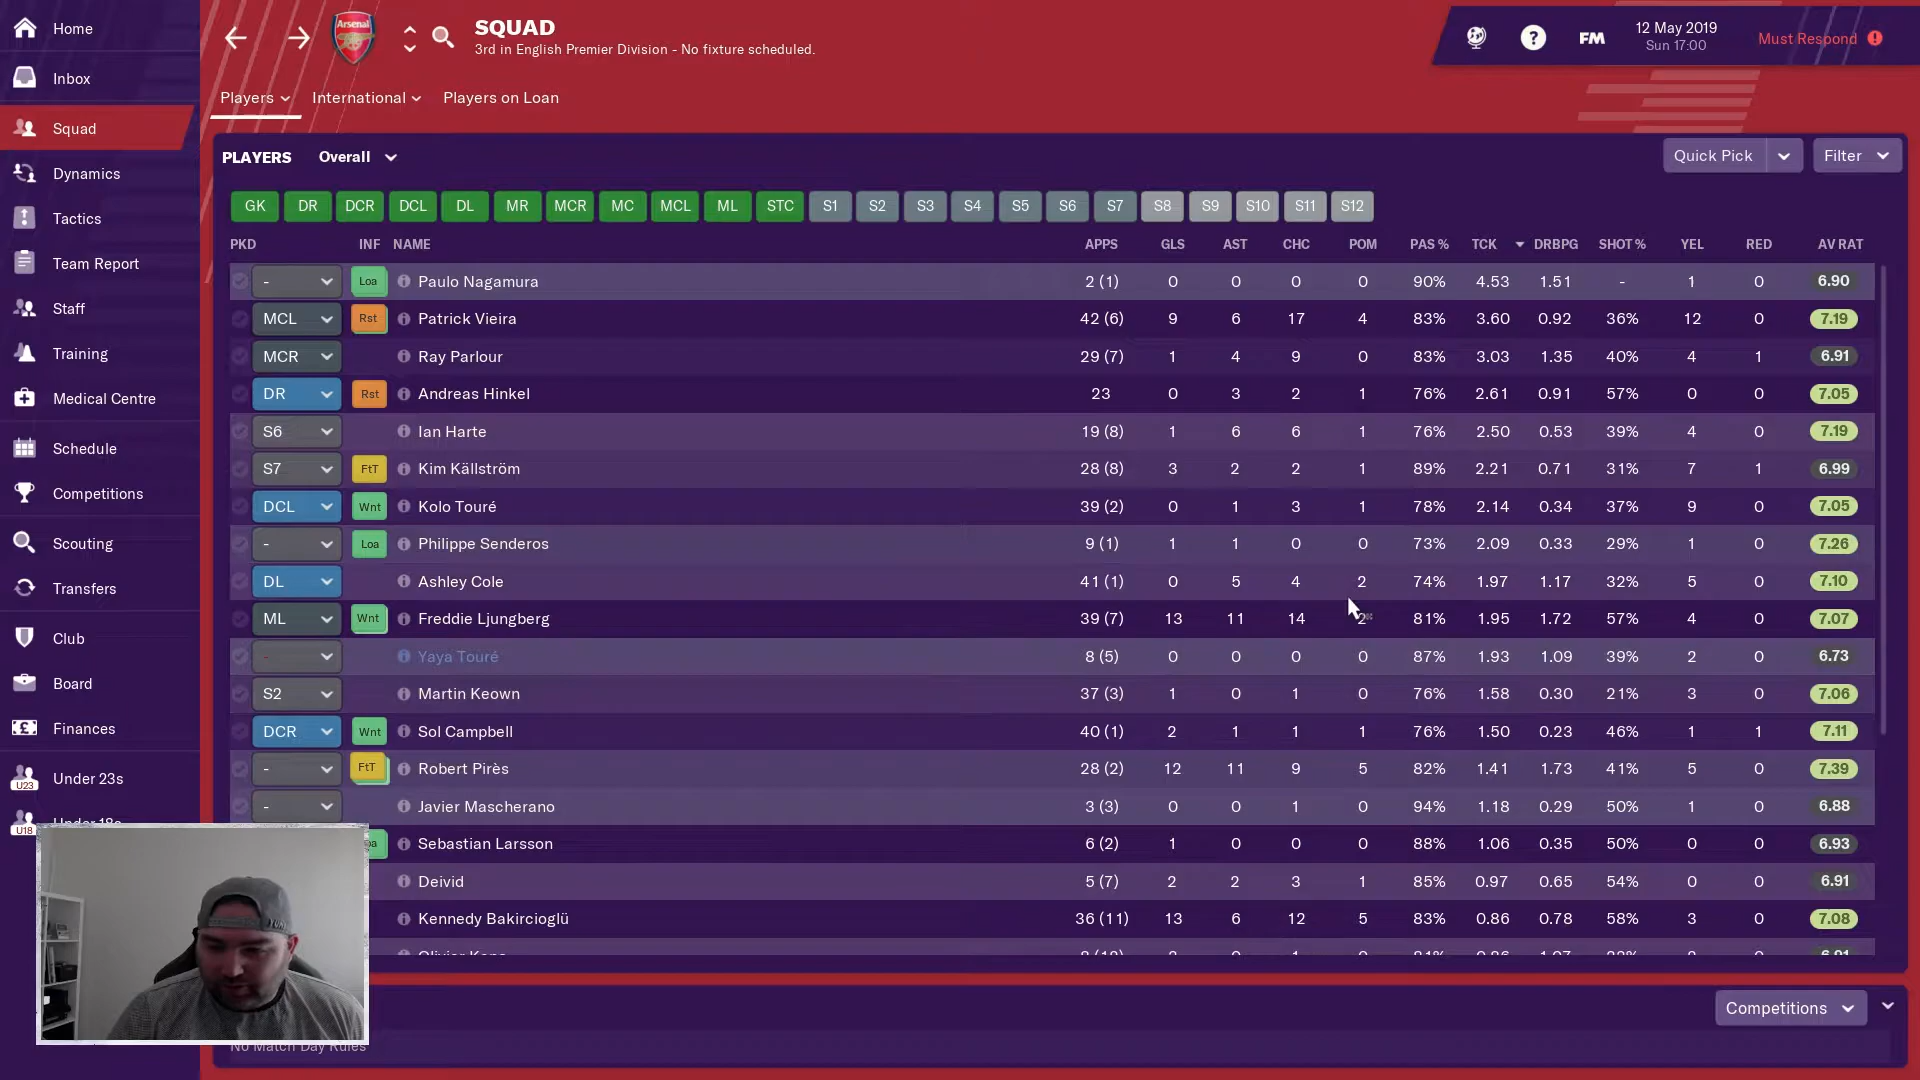 Home
Inbox
Squad
Dynamics
Tactics
Team Report
Staff
Training
Medical Centre
Schedule
Competitions
Scouting
Transfers
Club
Board
Finances
U23 Under 23s
U18
Arsenal
SQUAD
3rd in English Premier Division - No fixture scheduled.
? FM 12 May 2019
Sun 17:00
Must Respond !
Players International Players on Loan
PLAYERS Overall Quick Pick Filter
GK DR DCR DCL DL MR MCR MC MCL ML STC S1 S2 S3 S4 S5 S6 S7 S8 S9 S10 S11 S12
PKD INF NAME APPS GLS AST CHC POM PAS % TCK DRBPG SHOT % YEL RED AV RAT
- Loa Paulo Nagamura 2 (1) 0 0 0 0 90% 4.53 1.51 - 1 0 6.90
MCL Rst Patrick Vieira 42 (6) 9 6 17 4 83% 3.60 0.92 36% 12 0 7.19
MCR Ray Parlour 29 (7) 1 4 9 0 83% 3.03 1.35 40% 4 1 6.91
DR Rst Andreas Hinkel 23 0 3 2 1 76% 2.61 0.91 57% 0 0 7.05
S6 Ian Harte 19 (8) 1 6 6 1 76% 2.50 0.53 39% 4 0 7.19
S7 FtT Kim Källström 28 (8) 3 2 2 1 89% 2.21 0.71 31% 7 1 6.99
DCL Wnt Kolo Touré 39 (2) 0 1 3 1 78% 2.14 0.34 37% 9 0 7.05
- Loa Philippe Senderos 9 (1) 1 1 0 0 73% 2.09 0.33 29% 1 0 7.26
DL Ashley Cole 41 (1) 0 5 4 2 74% 1.97 1.17 32% 5 0 7.10
ML Wnt Freddie Ljungberg 39 (7) 13 11 14 2 81% 1.95 1.72 57% 4 0 7.07
- Yaya Touré 8 (5) 0 0 0 0 87% 1.93 1.09 39% 2 0 6.73
S2 Martin Keown 37 (3) 1 0 1 0 76% 1.58 0.30 21% 3 0 7.06
DCR Wnt Sol Campbell 40 (1) 2 1 1 1 76% 1.50 0.23 46% 1 1 7.11
- FtT Robert Pirès 28 (2) 12 11 9 5 82% 1.41 1.73 41% 5 0 7.39
- Javier Mascherano 3 (3) 0 0 1 0 94% 1.18 0.29 50% 1 0 6.88
Sebastian Larsson 6 (2) 1 0 0 0 88% 1.06 0.35 50% 0 0 6.93
Deivid 5 (7) 2 2 3 1 85% 0.97 0.65 54% 0 0 6.91
Kennedy Bakircioglü 36 (11) 13 6 12 5 83% 0.86 0.78 58% 3 0 7.08
Competitions
No Match Day Rules